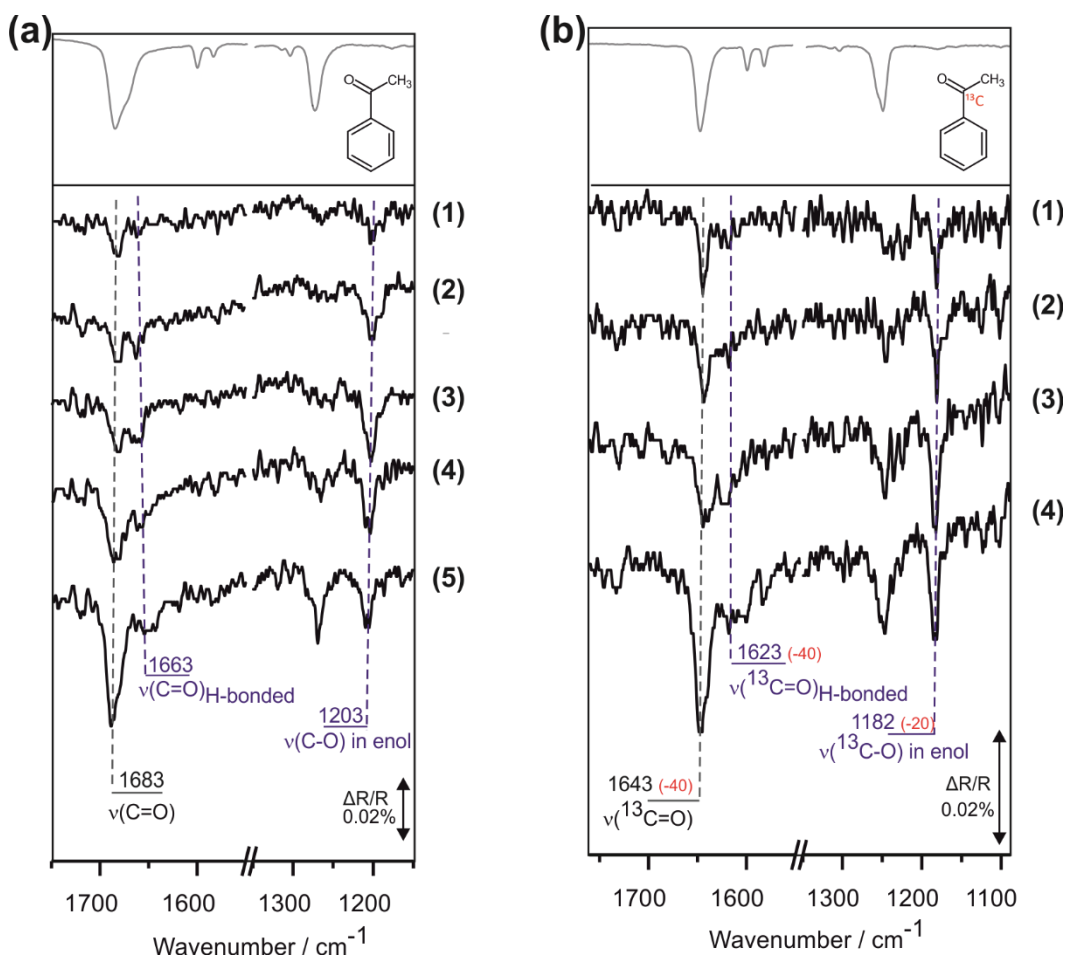 (a)
O
CH3
(1)
(2)
(3)
(4)
(5)
1663
ν(C=O)H-bonded
1203
ν(C-O) in enol
1683
ν(C=O)
ΔR/R
0.02%
1700 1600 1300 1200
Wavenumber / cm-1
(b)
O
CH3
13C
(1)
(2)
(3)
(4)
1623 (-40)
ν(13C=O)H-bonded
1182 (-20)
ν(13C-O) in enol
1643 (-40)
ν(13C=O)
ΔR/R
0.02%
1700 1600 1200 1100
Wavenumber / cm-1